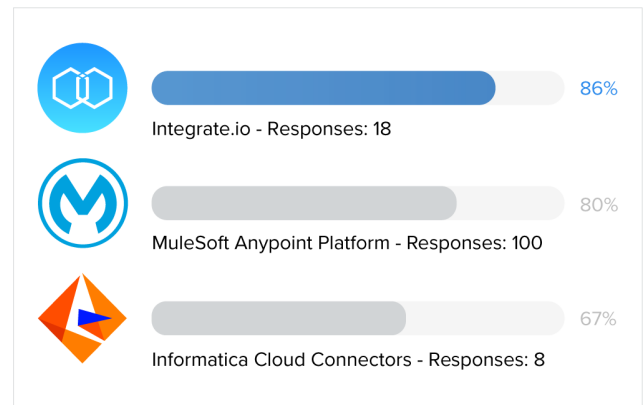 86%
Integrate.io - Responses: 18
80%
MuleSoft Anypoint Platform - Responses: 100
67%
Informatica Cloud Connectors - Responses: 8